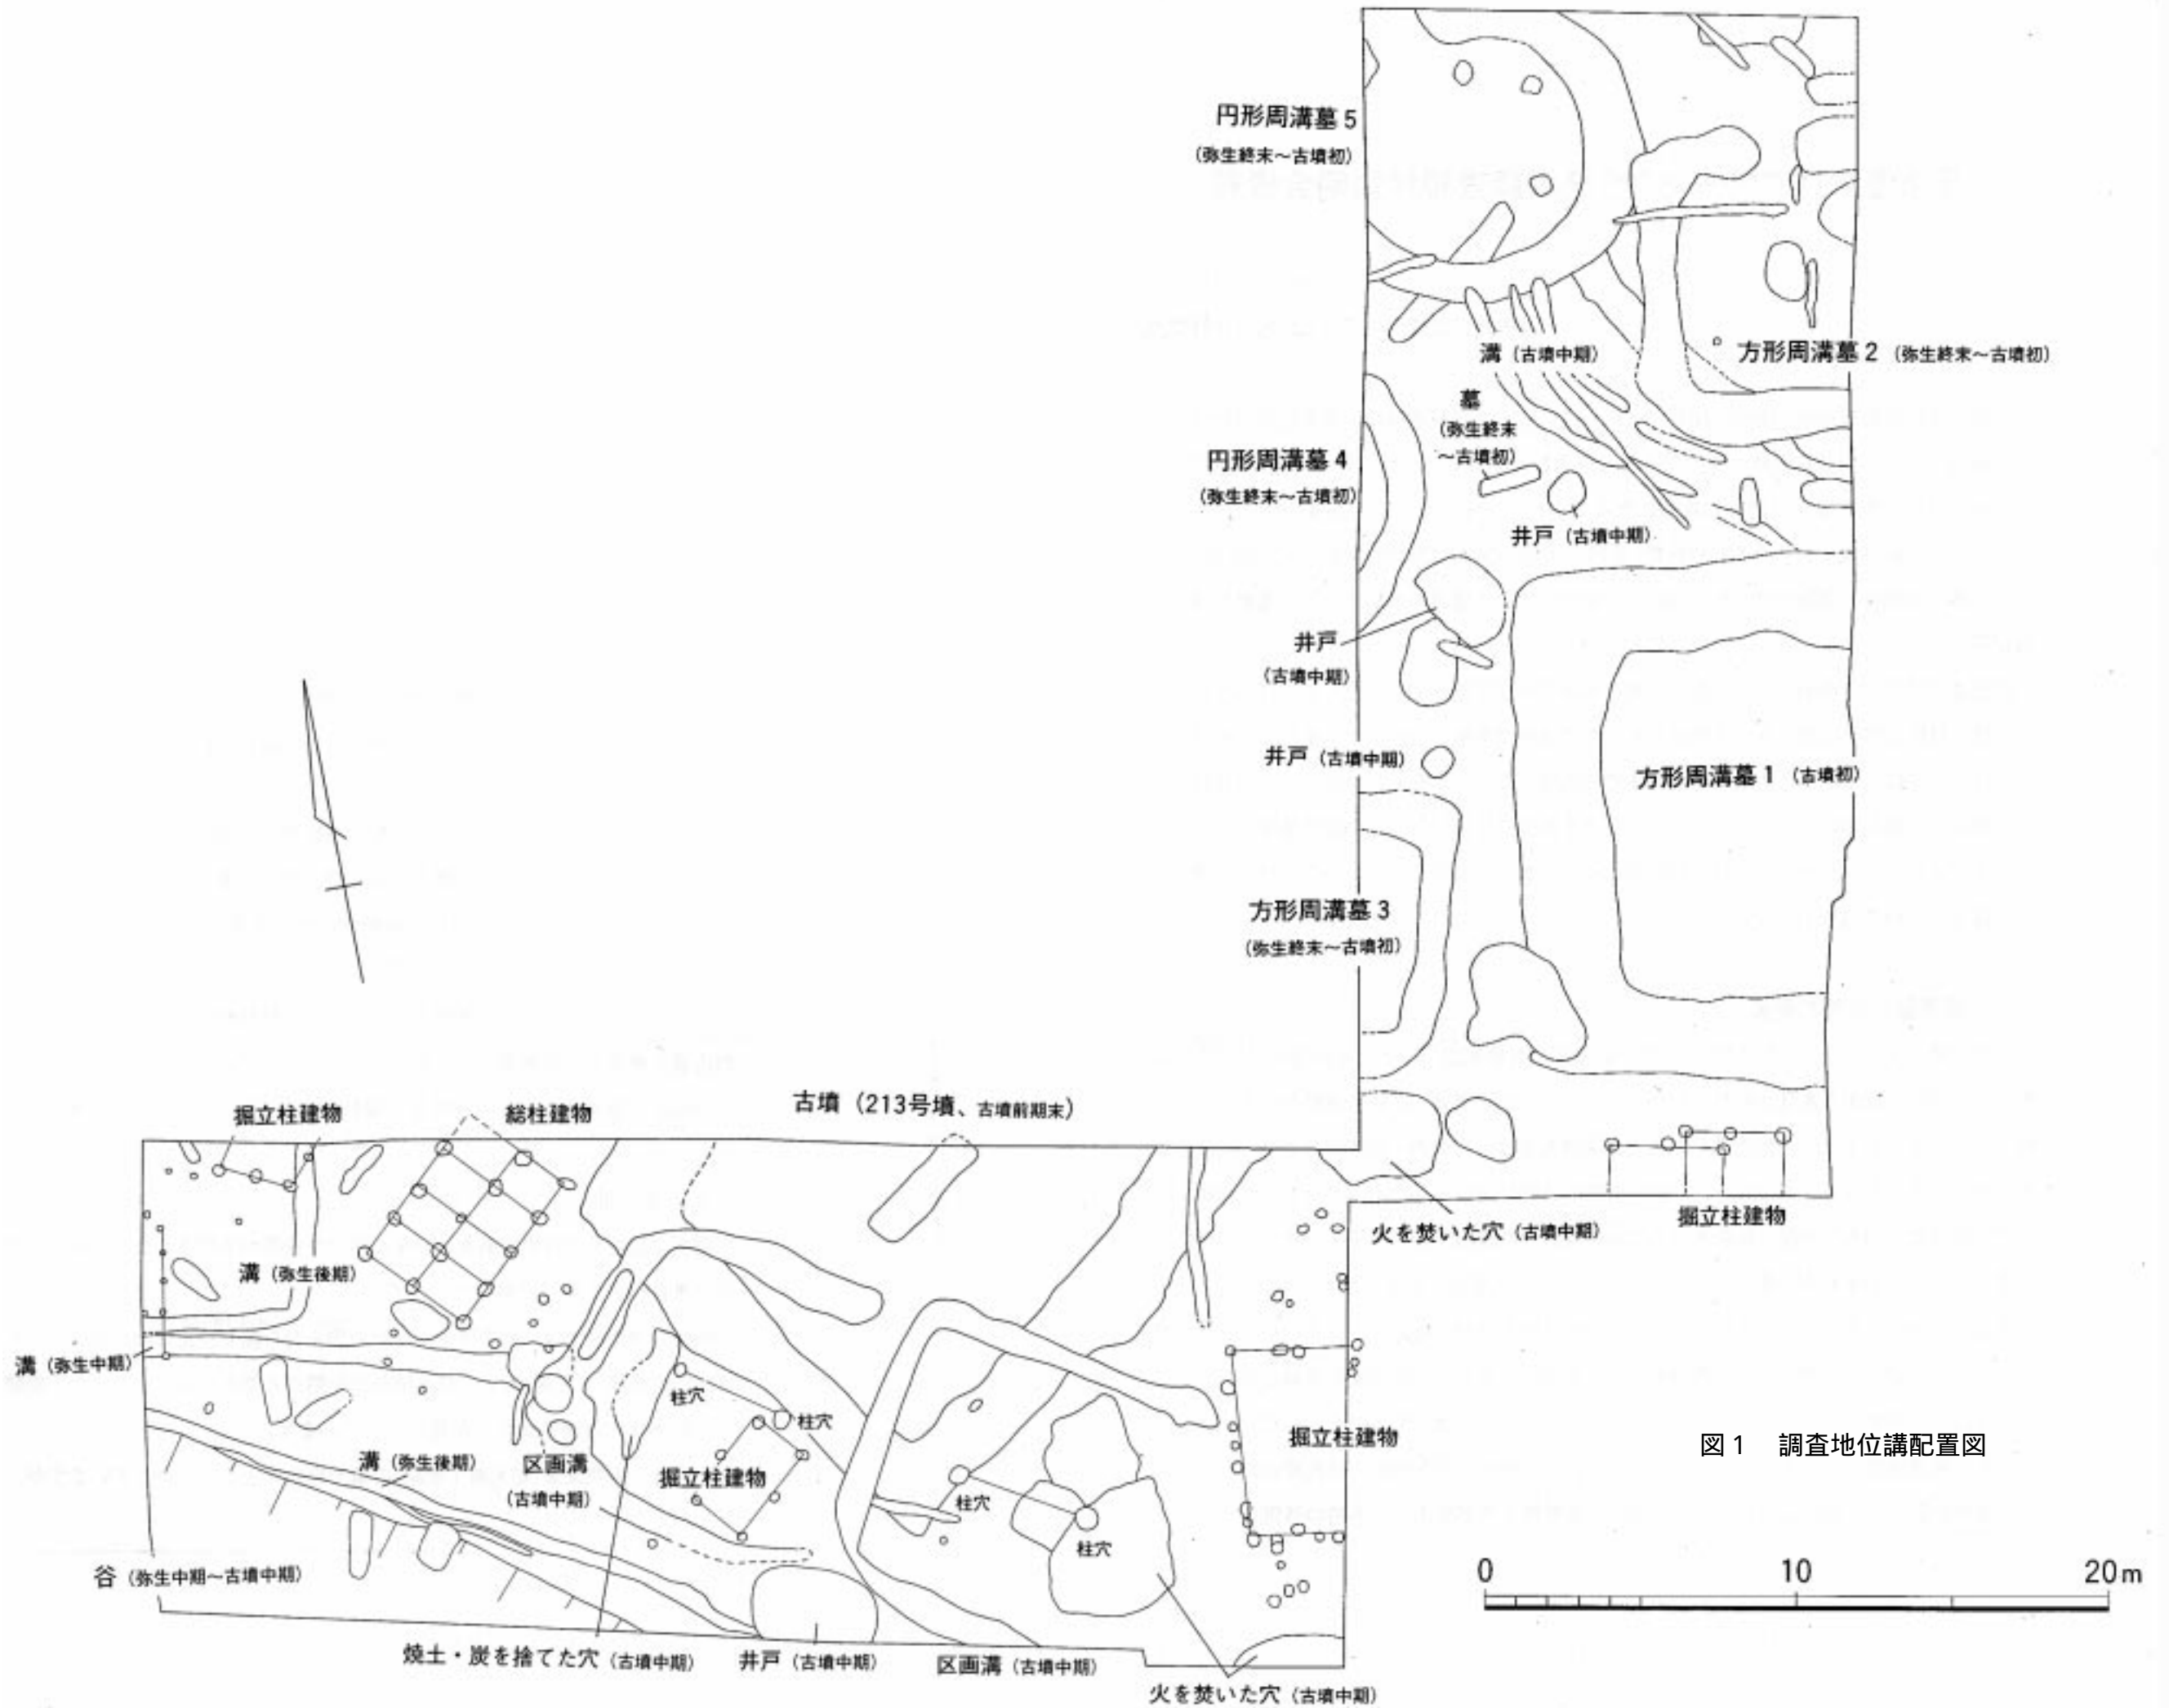 円形周溝墓5
(弥生終末〜古墳初)
溝(古墳中期)
方形周溝墓2(弥生終末〜古墳初)
墓
(弥生終末
〜古墳初)
円形周溝墓4
(弥生終末〜古墳初)
井戸(古墳中期)
井戸
(古墳中期)
井戸(古墳中期)
方形周溝墓1(古墳初)
方形周溝墓3
(弥生終末〜古墳初)
掘立柱建物
総柱建物
古墳(213号墳、古墳前期末)
火を焚いた穴(古墳中期)
掘立柱建物
溝(弥生後期)
溝(弥生中期)
柱穴
柱穴
溝(弥生後期)
区画溝
(古墳中期)
掘立柱建物
柱穴
柱穴
掘立柱建物
図1 調査地位講配置図
谷(弥生中期〜古墳中期)
0 10 20m
焼土・炭を捨てた穴(古墳中期)
井戸(古墳中期)
区画溝(古墳中期)
火を焚いた穴(古墳中期)